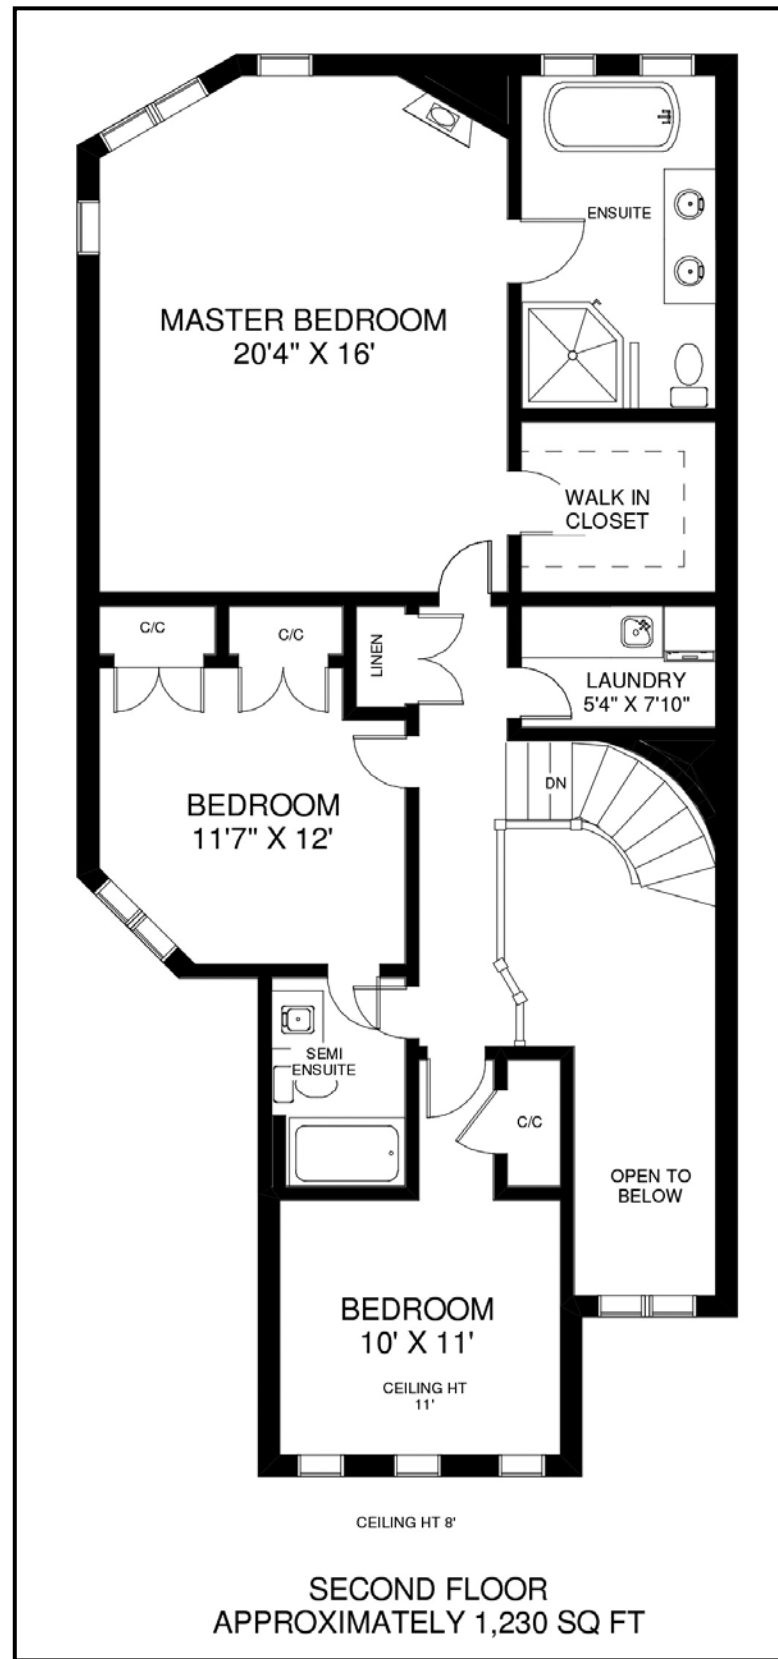 ENSUITE
MASTER BEDROOM
20'4" X 16'
WALK IN
CLOSET
C/C
C/C
LINEN
LAUNDRY
5'4" X 7'10"
DN
BEDROOM
11'7" X 12'
SEMI
ENSUITE
C/C
OPEN TO
BELOW
BEDROOM
10' X 11'
CEILING HT
11'
CEILING HT 8'
SECOND FLOOR
APPROXIMATELY 1,230 SQ FT